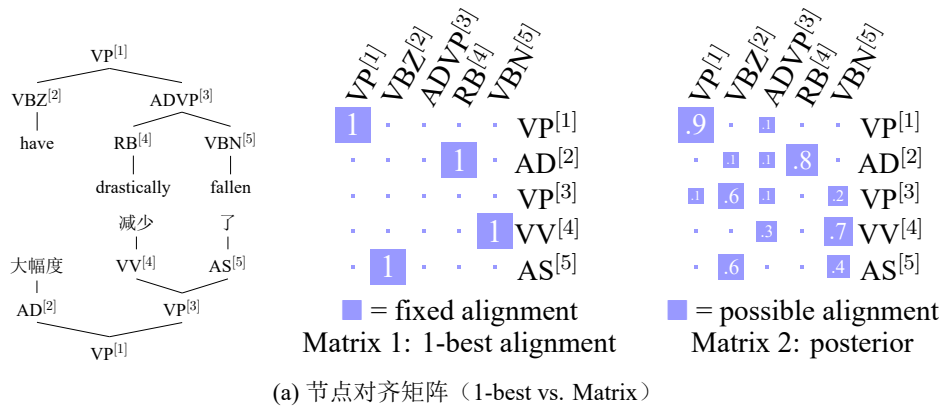 VP[1]
VBZ[2] ADVP[3]
have RB[4] VBN[5]
drastically fallen
减少 了
大幅度 VV[4] AS[5]
AD[2] VP[3]
VP[1]
VP[1] VBZ[2] ADVP[3] RB[4] VBN[5]
1 VP[1]
1 AD[2]
VP[3]
1 VV[4]
1 AS[5]
= fixed alignment
Matrix 1: 1-best alignment
VP[1] VBZ[2] ADVP[3] RB[4] VBN[5]
.9 .1 VP[1]
.1 .1 .8 AD[2]
.1 .6 .1 .2 VP[3]
.3 .7 VV[4]
.6 .4 AS[5]
= possible alignment
Matrix 2: posterior
(a) 节点对齐矩阵（1-best vs. Matrix）